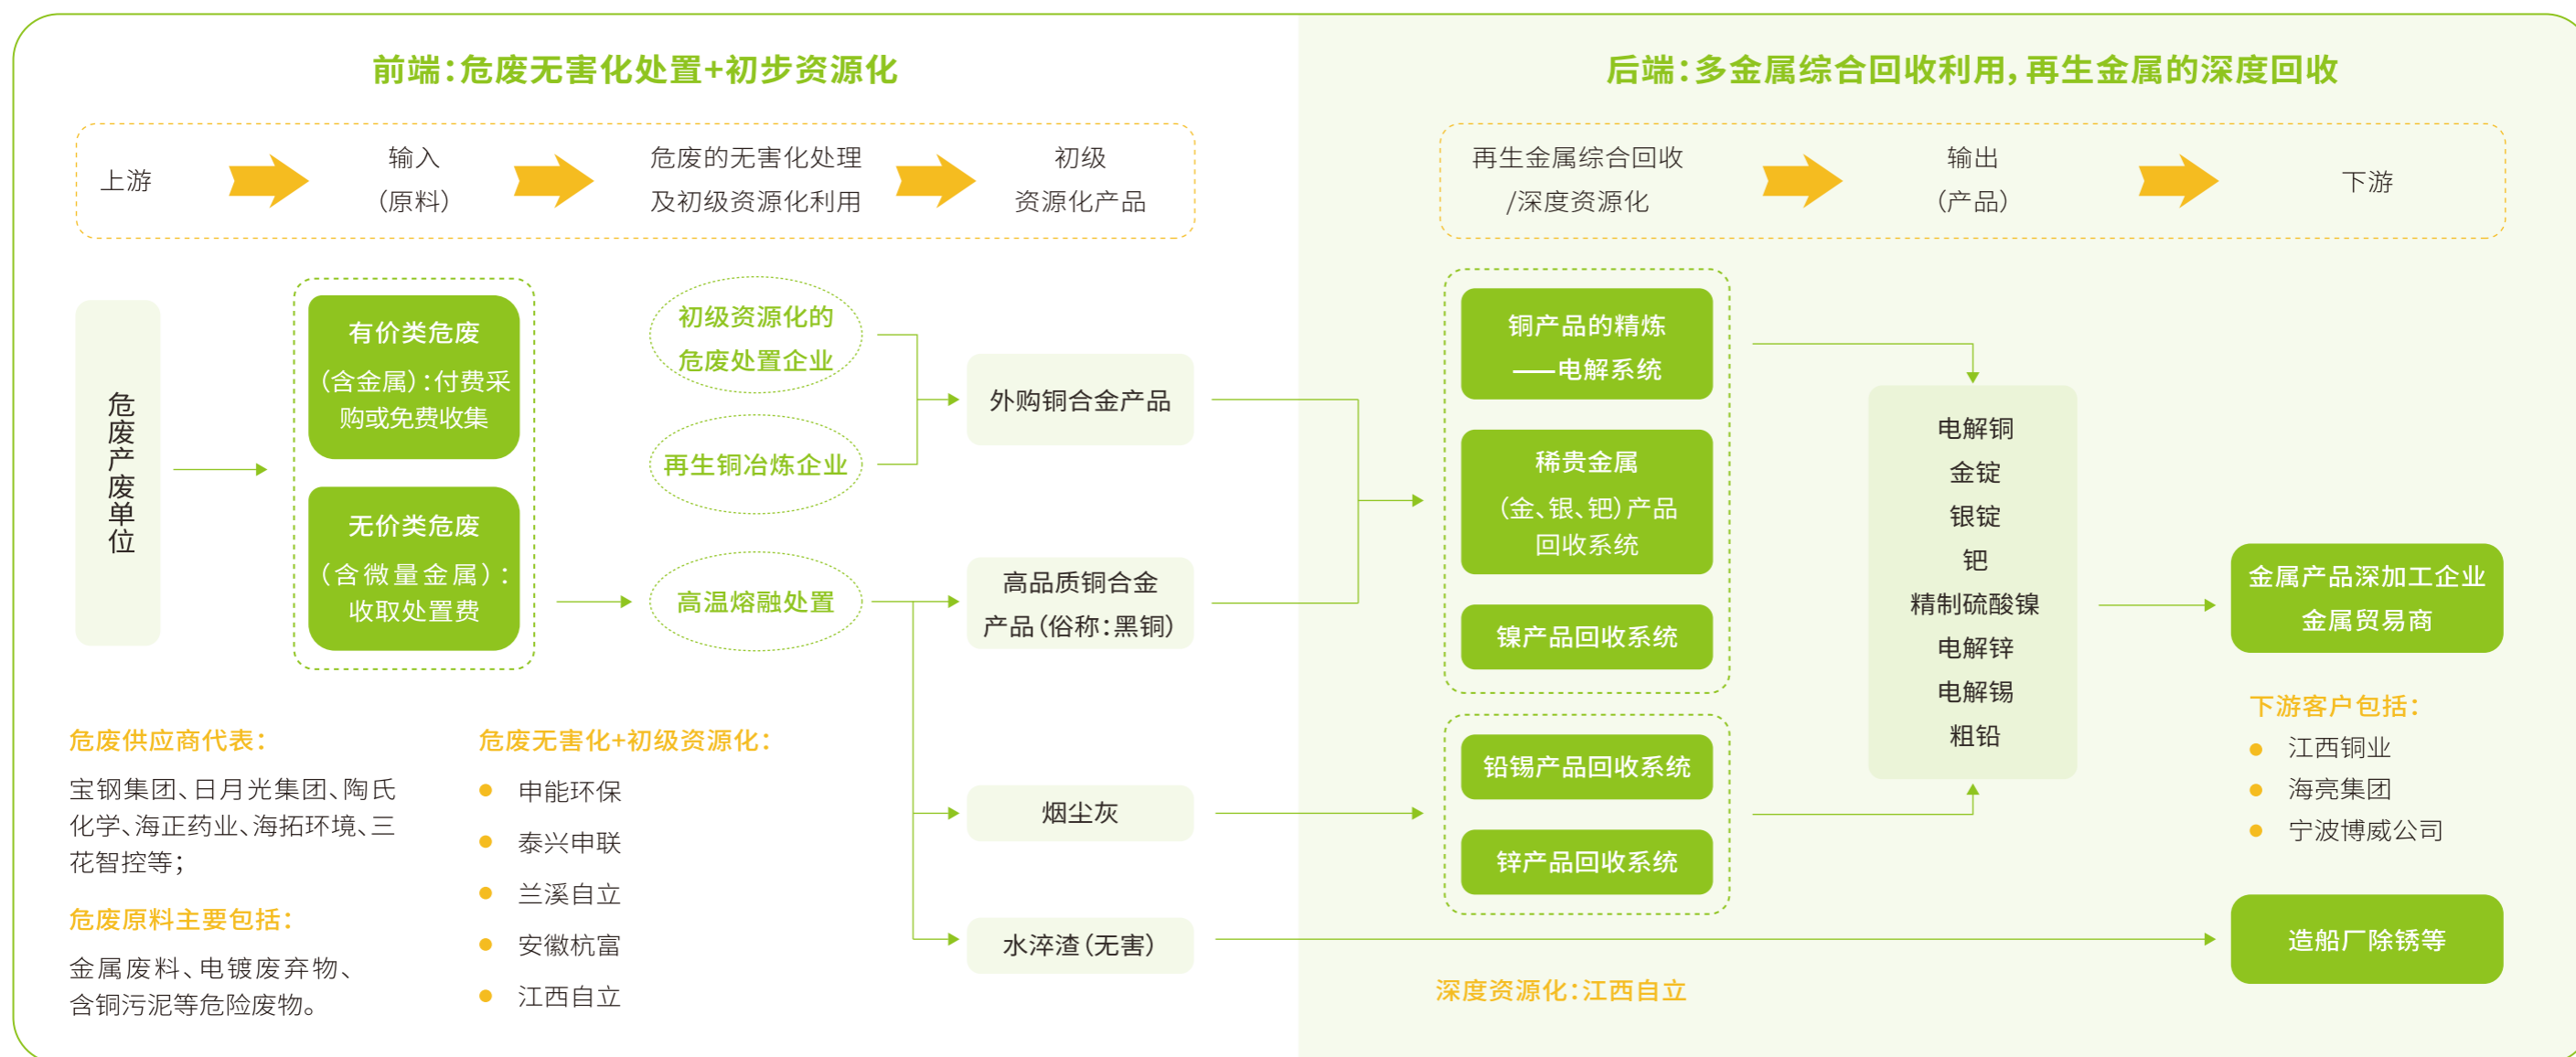 前端：危废无害化处置+初步资源化
后端：多金属综合回收利用，再生金属的深度回收
上游
输入
（原料）
危废的无害化处理
及初级资源化利用
初级
资源化产品
再生金属综合回收
/深度资源化
输出
（产品）
下游
危废产废单位
有价类危废
（含金属）：付费采
购或免费收集
无价类危废
（含微量金属）：
收取处置费
初级资源化的
危废处置企业
再生铜冶炼企业
高温熔融处置
外购铜合金产品
高品质铜合金
产品（俗称：黑铜）
烟尘灰
水淬渣（无害）
铜产品的精炼
——电解系统
稀贵金属
（金、银、钯）产品
回收系统
镍产品回收系统
铅锡产品回收系统
锌产品回收系统
电解铜
金锭
银锭
钯
精制硫酸镍
电解锌
电解锡
粗铅
金属产品深加工企业
金属贸易商
下游客户包括：
江西铜业
海亮集团
宁波博威公司
造船厂除锈等
危废供应商代表：
宝钢集团、日月光集团、陶氏
化学、海正药业、海拓环境、三
花智控等；
危废原料主要包括：
金属废料、电镀废弃物、
含铜污泥等危险废物。
危废无害化+初级资源化：
申能环保
泰兴申联
兰溪自立
安徽杭富
江西自立
深度资源化：江西自立